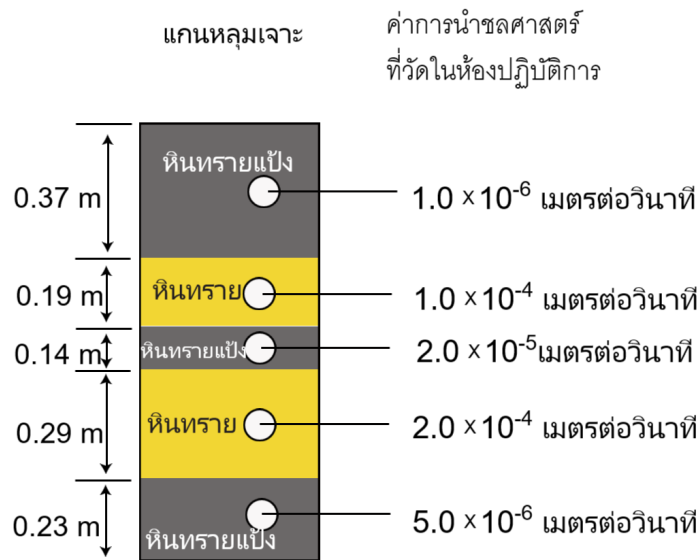 แกนหลุมเจาะ
ค่าการนำชลศาสตร์
ที่วัดในห้องปฏิบัติการ
0.37 m
หินทรายแป้ง
1.0 ×10⁻⁶ เมตรต่อวินาที
0.19 m
หินทราย
1.0 ×10⁻⁴ เมตรต่อวินาที
0.14 m
หินทรายแป้ง
2.0 ×10⁻⁵เมตรต่อวินาที
0.29 m
หินทราย
2.0 ×10⁻⁴ เมตรต่อวินาที
0.23 m
หินทรายแป้ง
5.0 ×10⁻⁶ เมตรต่อวินาที